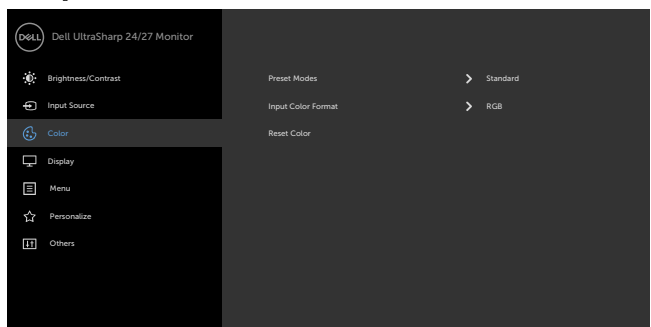 DELL Dell UltraSharp 24/27 Monitor
Brightness/Contrast Preset Modes Standard
Input Source Input Color Format RGB
Color Reset Color
Display
Menu
Personalize
Others